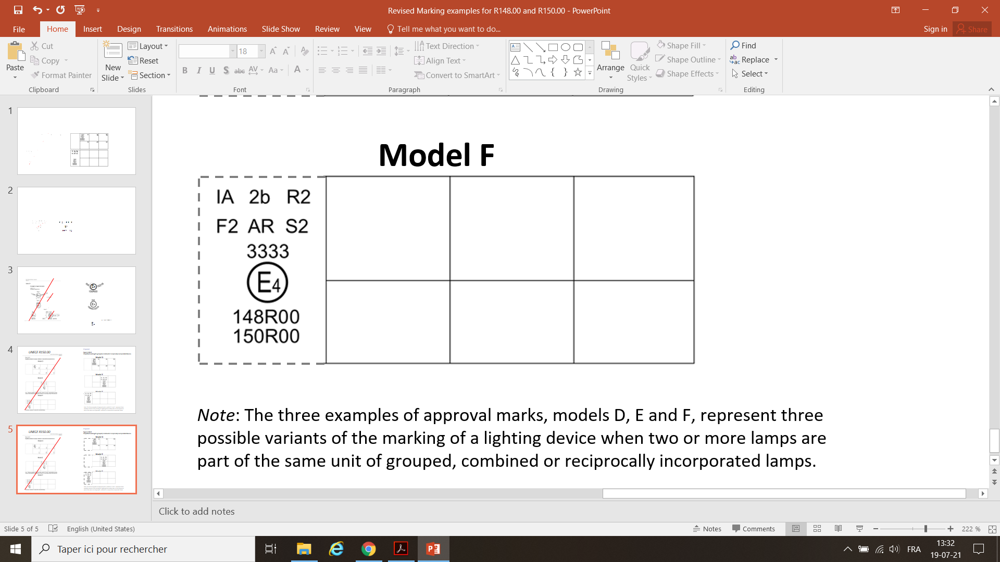 Revised Marking examples for R148.00 and R150.00 - PowerPoint
File Home Insert Design Transitions Animations Slide Show Review View Tell me what you want to do... Sign in Share
Paste
Cut
Copy
Format Painter
Clipboard
New
Slide
Layout
Reset
Section
Slides
18
B I U S abc AV Aa A
Font
Text Direction
Align Text
Convert to SmartArt
Paragraph
Arrange
Quick
Styles
Shape Fill
Shape Outline
Shape Effects
Drawing
Find
Replace
Select
Editing
1
2
3
4
UNECE R150.00
5
UNECE R150.00
Model F
IA 2b R2
F2 AR S2
3333
E4
148R00
150R00
Note: The three examples of approval marks, models D, E and F, represent three
possible variants of the marking of a lighting device when two or more lamps are
part of the same unit of grouped, combined or reciprocally incorporated lamps.
Click to add notes
Slide 5 of 5 English (United States) Notes Comments 222 %
Taper ici pour rechercher
FRA
13:32
19-07-21